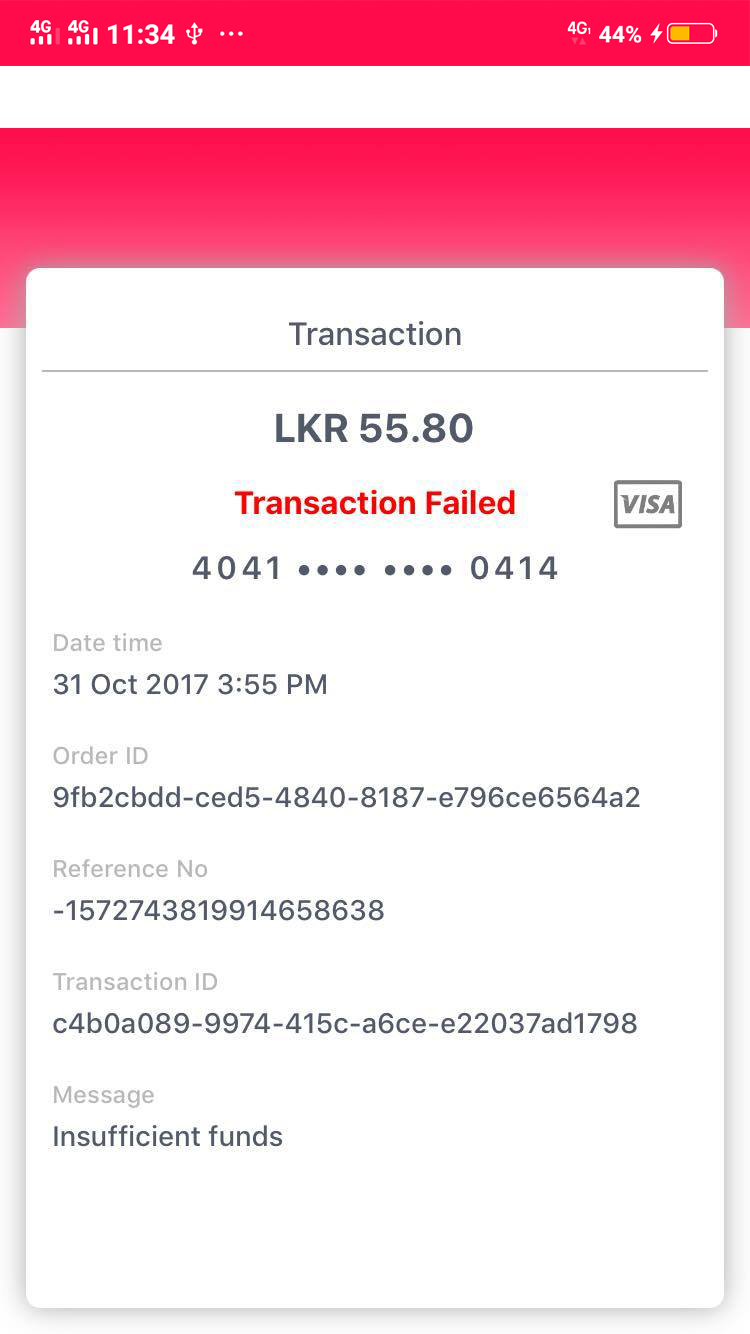 4G 4G 11:34 ... 4G 44%
Transaction
LKR 55.80
Transaction Failed
VISA
4041 •••• •••• 0414
Date time
31 Oct 2017 3:55 PM
Order ID
9fb2cbdd-ced5-4840-8187-e796ce6564a2
Reference No
-1572743819914658638
Transaction ID
c4b0a089-9974-415c-a6ce-e22037ad1798
Message
Insufficient funds